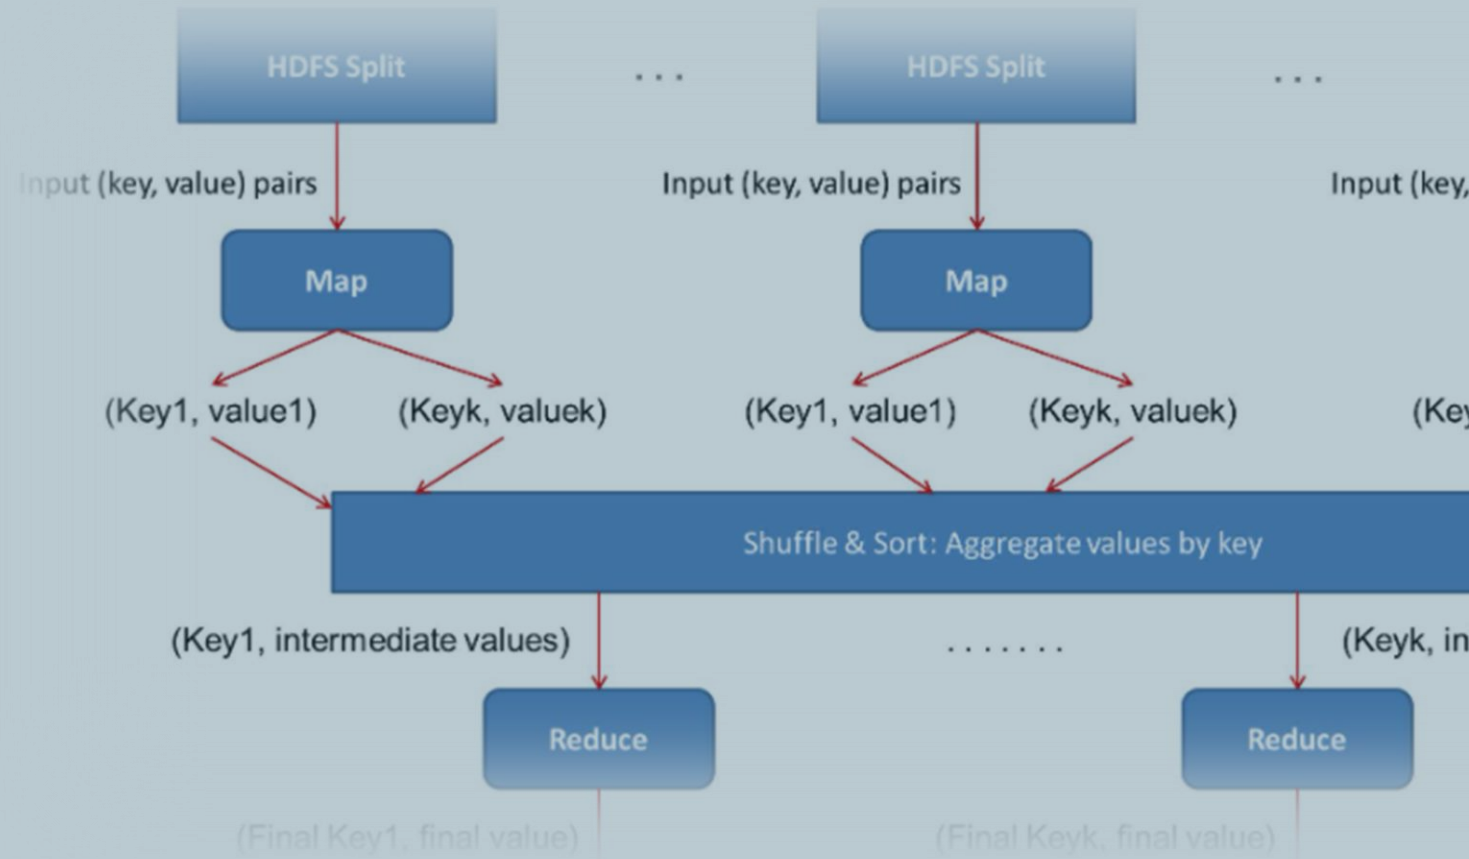 HDFS Split
. . .
HDFS Split
. . .
Input (key, value) pairs
Input (key, value) pairs
Input (key,
Map
Map
(Key1, value1)
(Keyk, valuek)
(Key1, value1)
(Keyk, valuek)
(Key
Shuffle & Sort: Aggregate values by key
(Key1, intermediate values)
. . . . . . .
(Keyk, in
Reduce
Reduce
(Final Key1, final value)
(Final Keyk, final value)